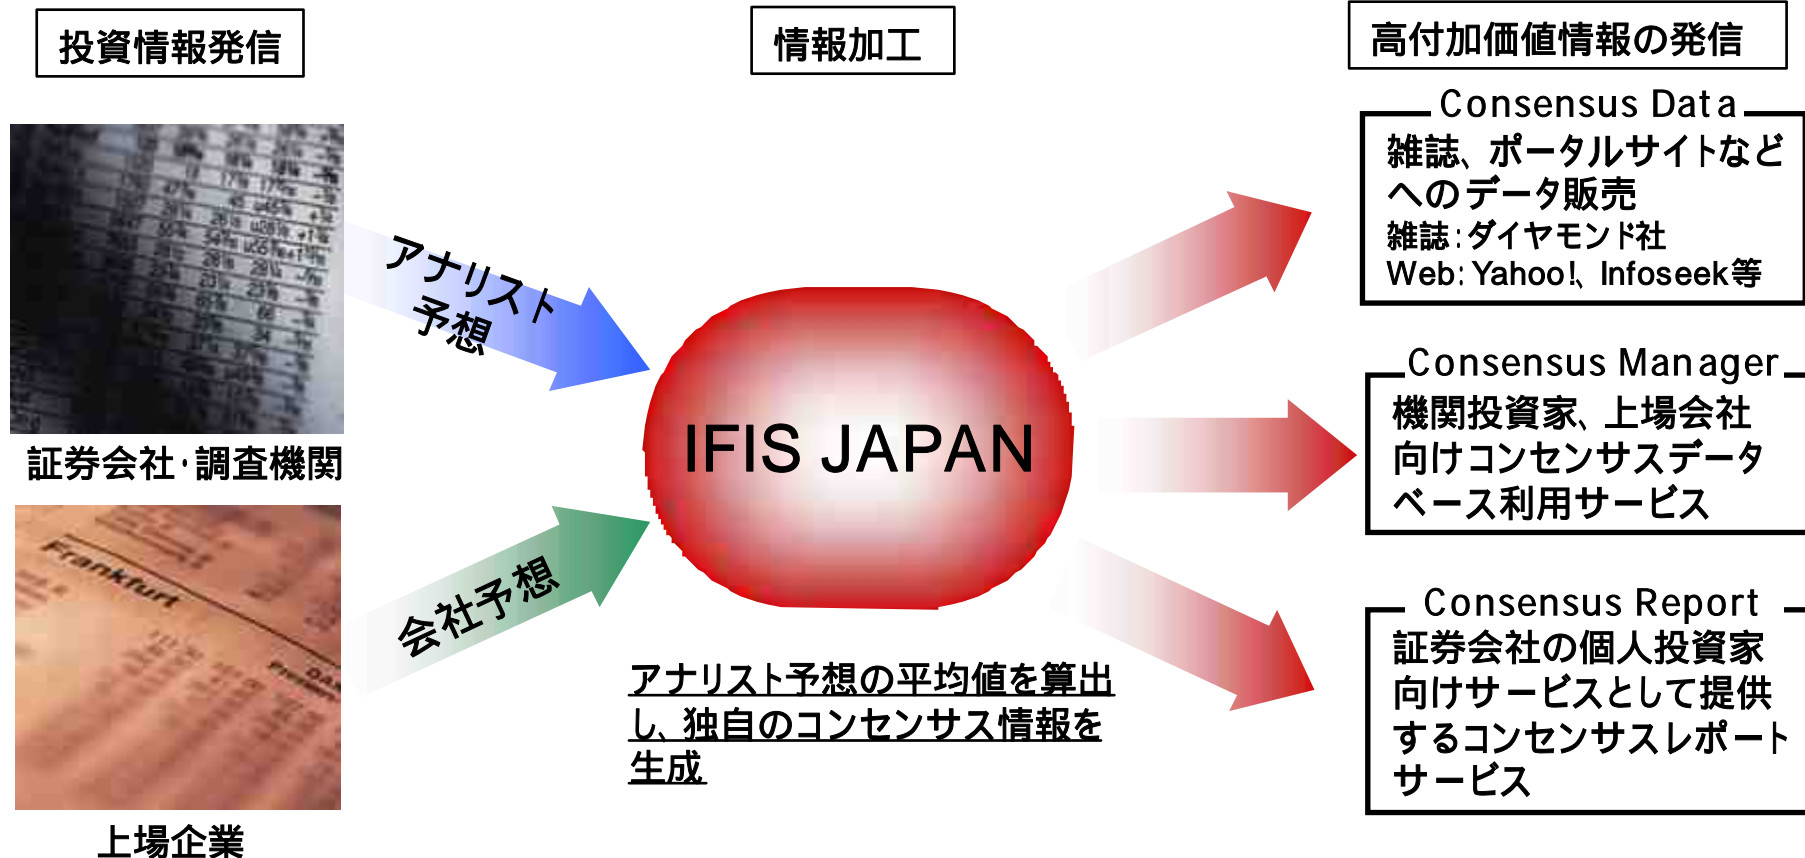 投資情報発信
情報加工
高付加価値情報の発信
証券会社・調査機関
Frankfurt
上場企業
アナリスト
予想
会社予想
IFIS JAPAN
アナリスト予想の平均値を算出
し、独自のコンセンサス情報を
生成
Consensus Data
雑誌、ポータルサイトなど
へのデータ販売
雑誌：ダイヤモンド社
Web：Yahoo!、Infoseek等
Consensus Manager
機関投資家、上場会社
向けコンセンサスデータ
ベース利用サービス
Consensus Report
証券会社の個人投資家
向けサービスとして提供
するコンセンサスレポート
サービス